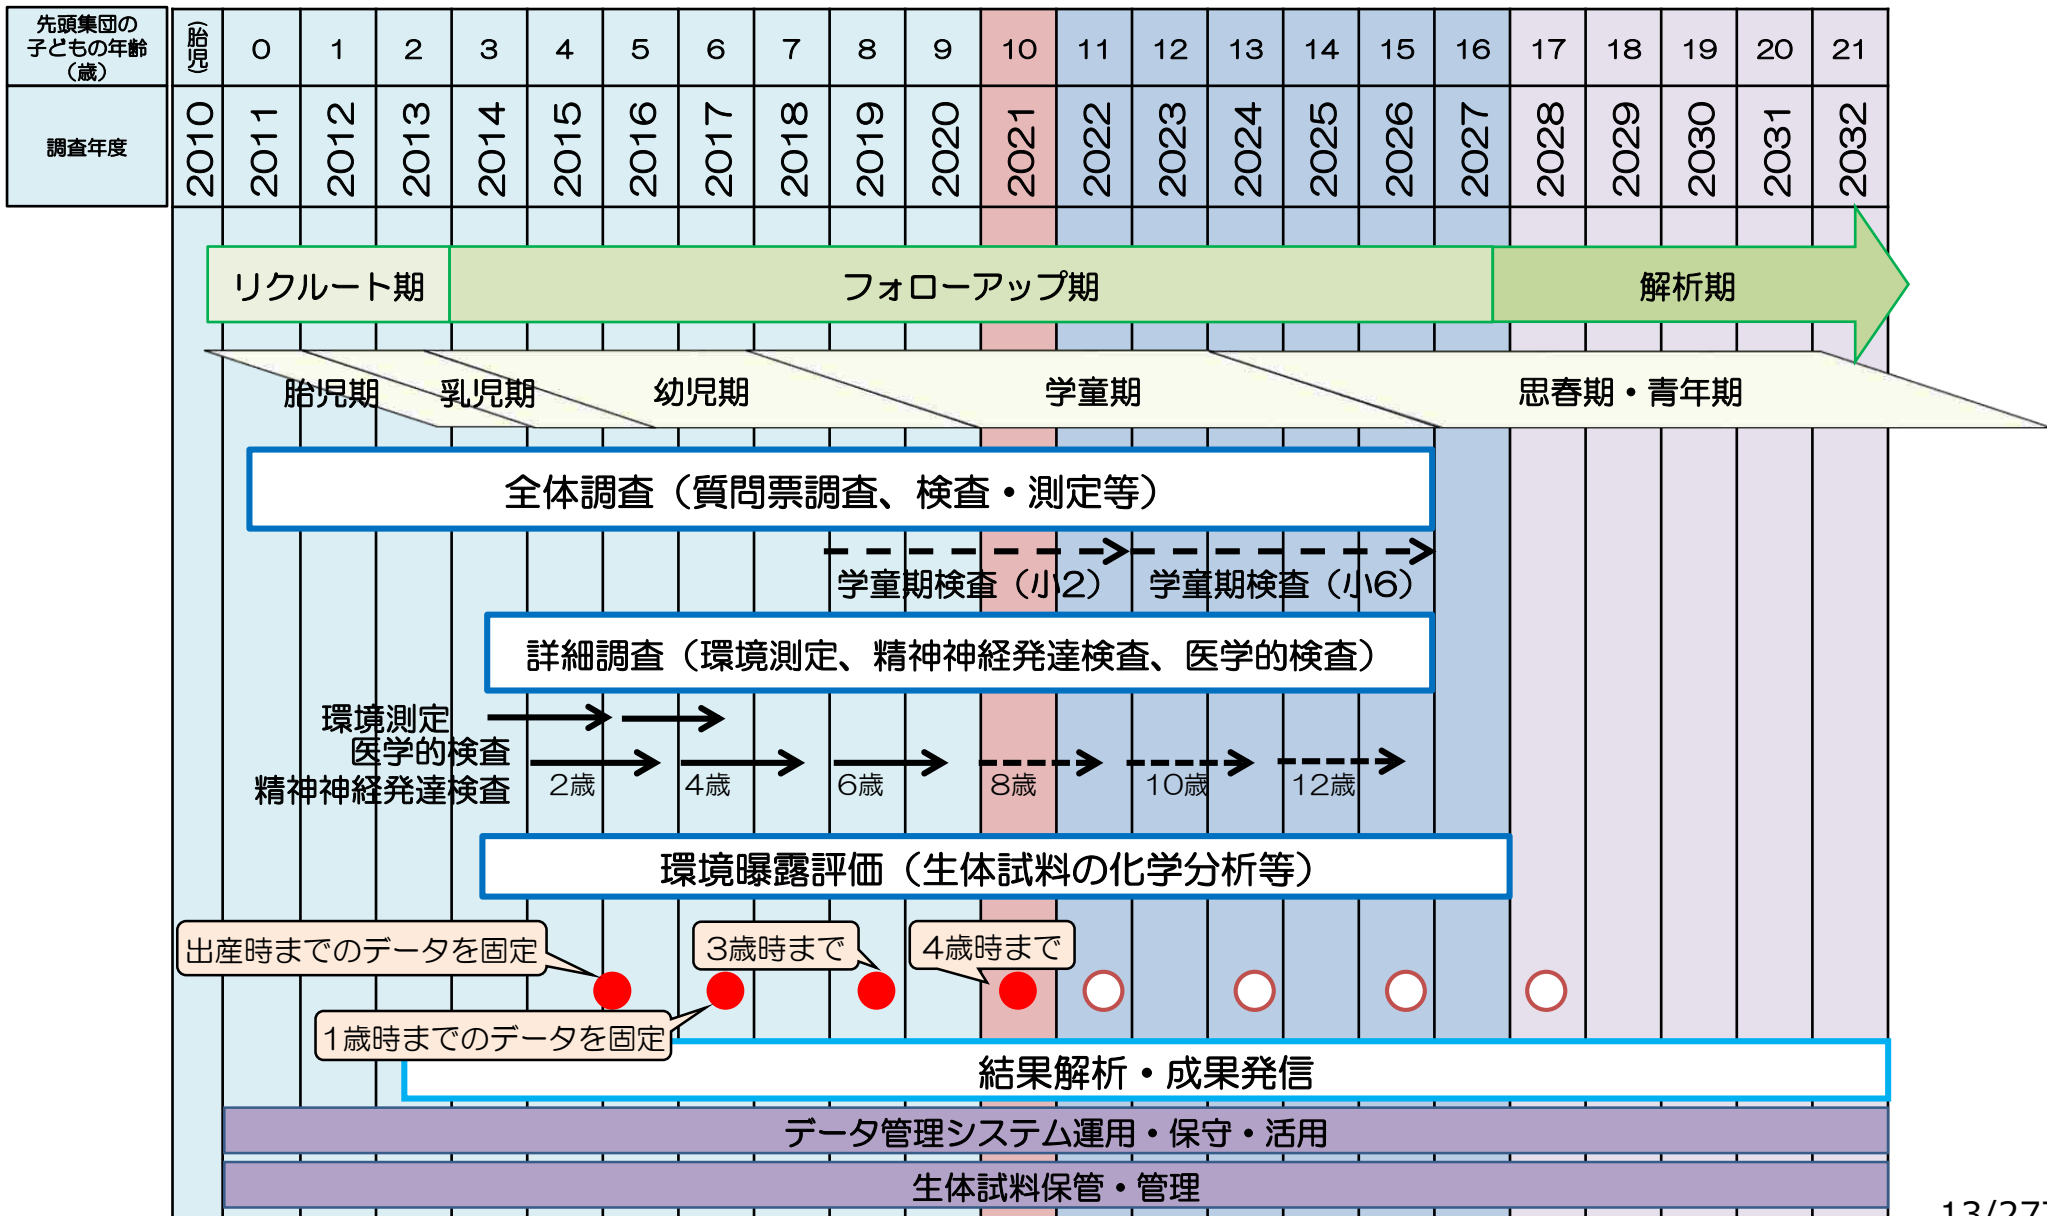 先頭集団の
子どもの年齢
（歳）
（胎児） 0 1 2 3 4 5 6 7 8 9 10 11 12 13 14 15 16 17 18 19 20 21
調査年度
2010 2011 2012 2013 2014 2015 2016 2017 2018 2019 2020 2021 2022 2023 2024 2025 2026 2027 2028 2029 2030 2031 2032
リクルート期 フォローアップ期 解析期
胎児期 乳児期 幼児期 学童期 思春期・青年期
全体調査（質問票調査、検査・測定等）
学童期検査（小2） 学童期検査（小6）
詳細調査（環境測定、精神神経発達検査、医学的検査）
環境測定
医学的検査
精神神経発達検査
2歳 4歳 6歳 8歳 10歳 12歳
環境曝露評価（生体試料の化学分析等）
出産時までのデータを固定 3歳時まで 4歳時まで
1歳時までのデータを固定
結果解析・成果発信
データ管理システム運用・保守・活用
生体試料保管・管理
13/277